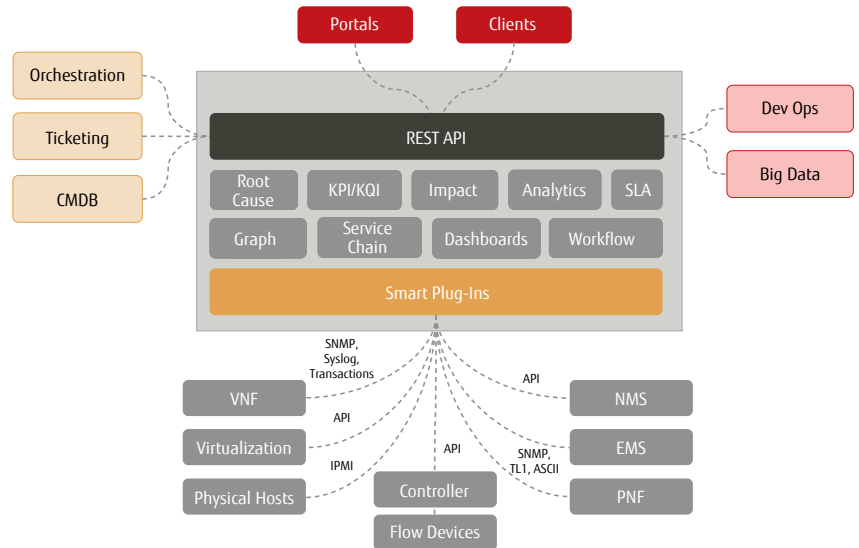 Portals
Clients
Orchestration
Ticketing
CMDB
REST API
Dev Ops
Big Data
Root
Cause
KPI/KQI
Impact
Analytics
SLA
Graph
Service
Chain
Dashboards
Workflow
Smart Plug-Ins
SNMP,
Syslog,
Transactions
API
VNF
NMS
API
Virtualization
API
SNMP,
TL1, ASCII
EMS
IPMI
Physical Hosts
Controller
PNF
Flow Devices